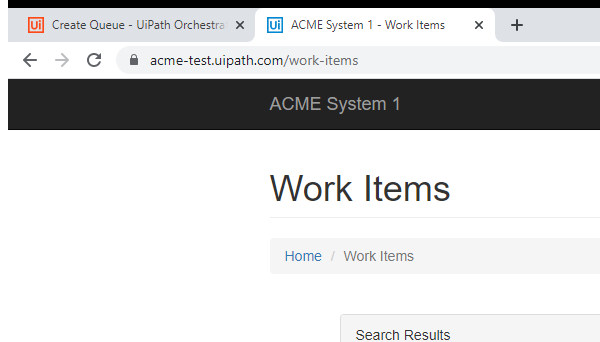 Ui Create Queue - UiPath Orchestra Ui ACME System 1 - Work Items
acme-test.uipath.com/work-items
ACME System 1
Work Items
Home / Work Items
Search Results